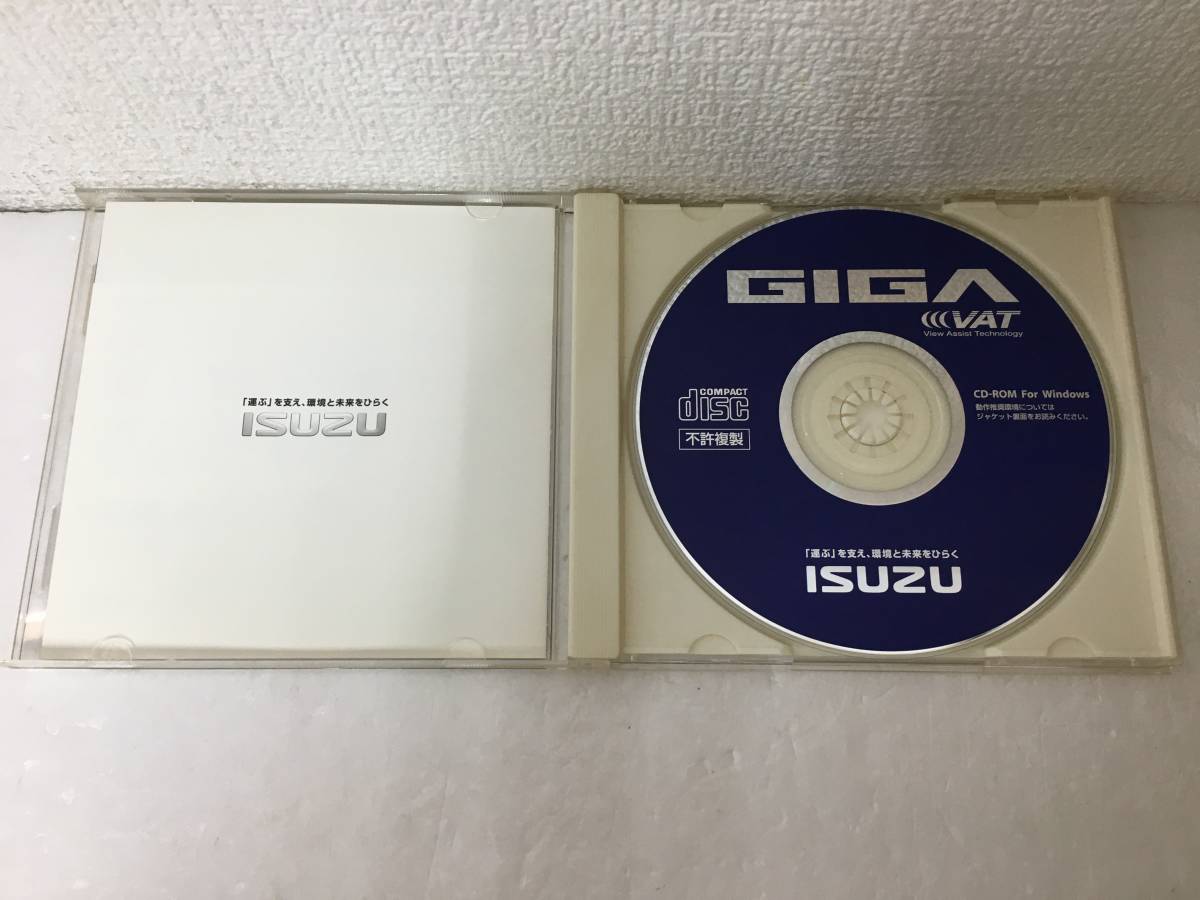 「運ぶ」を支え、環境と未来をひらく
ISUZU
GIGA
VAT
View Assist Technology
COMPACT
disc
不許複製
CD-ROM For Windows
動作推奨環境については
ジャケット裏面をお読みください。
「運ぶ」を支え、環境と未来をひらく
ISUZU